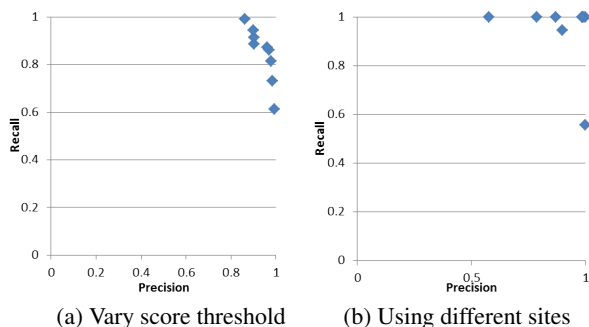 1
0.8
0.6
0.4
0.2
0
Recall
0 0.2 0.4 0.6 0.8 1
Precision
(a) Vary score threshold
1
0.8
0.6
0.4
0.2
0
Recall
0 0.5 1
Precision
(b) Using different sites